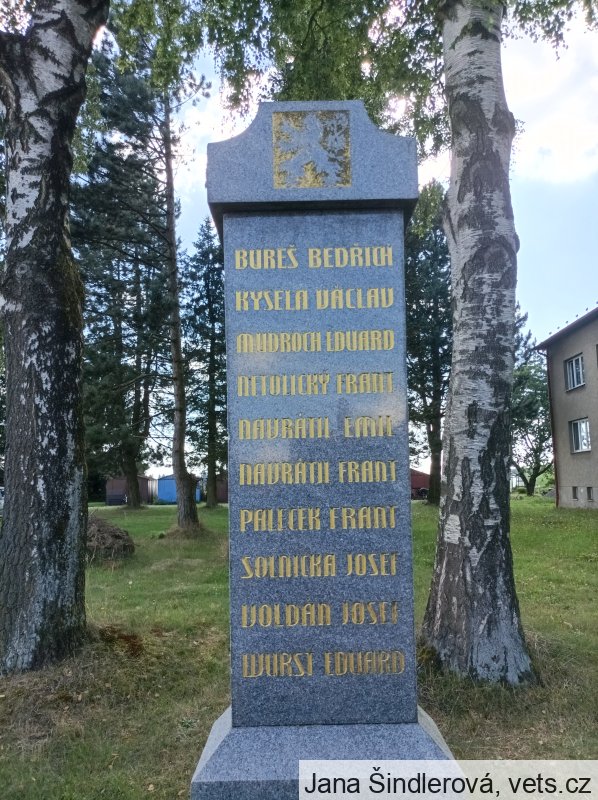 BUREŠ BEDŘICH
KYSELA VÁCLAV
MUDROCH EDUARD
NETOLICKÝ FRANT
NAVRÁTIL EMIL
NAVRÁTIL FRANT
PALEČEK FRANT
SOLNIČKA JOSEF
VOLDÁN JOSEF
WURST EDUARD
Jana Šindlerová, vets.cz